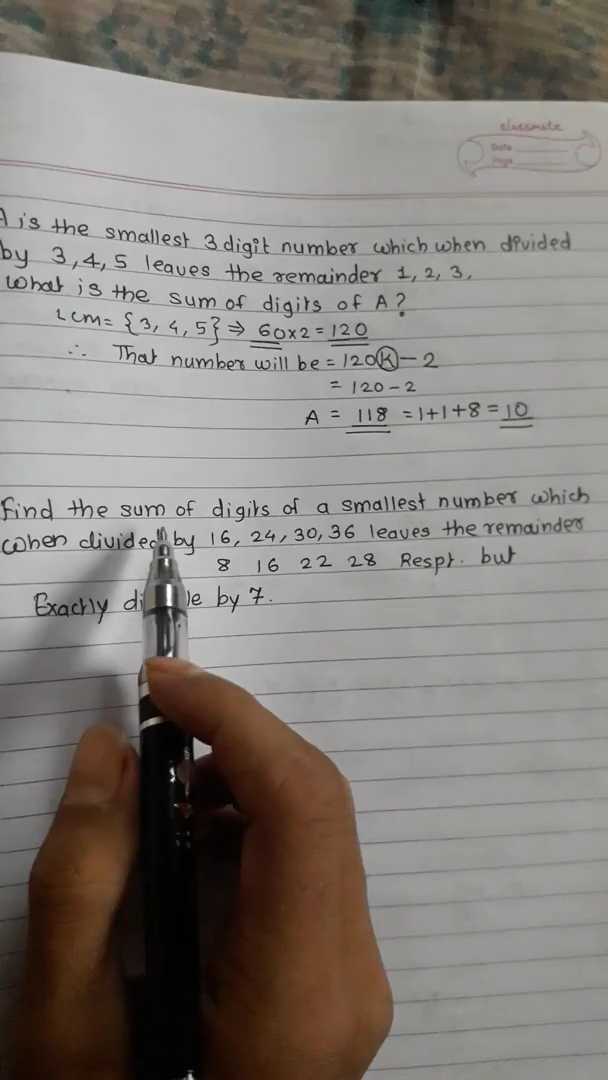 classmate
Date
Page
A is the smallest 3 digit number which when divided
by 3, 4, 5 leaves the remainder 1, 2, 3.
What is the sum of digits of A?
LCM = {3, 4, 5} ⇒ 60×2 = 120
∴ That number will be = 120K - 2
= 120 - 2
A = 118 = 1+1+8 = 10
Find the sum of digits of a smallest number which
when divided by 16, 24, 30, 36 leaves the remainder
8 16 22 28 Respt. but
Exactly by 7.